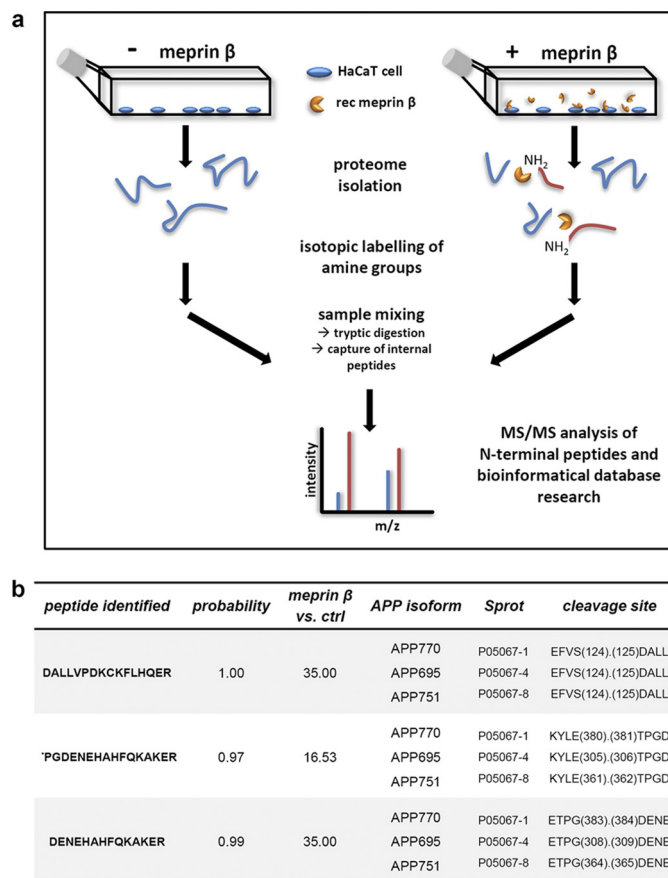 a
- meprin β
+ meprin β
HaCaT cell
rec meprin β
NH2
proteome
isolation
NH2
isotopic labelling of
amine groups
sample mixing
→ tryptic digestion
→ capture of internal
peptides
intensity
m/z
MS/MS analysis of
N-terminal peptides and
bioinformatical database
research
b
peptide identified probability meprin β vs. ctrl APP isoform Sprot cleavage site
DALLVPDKCKFLHQER 1.00 35.00
APP770 P05067-1 EFVS(124).(125)DALL
APP695 P05067-4 EFVS(124).(125)DALL
APP751 P05067-8 EFVS(124).(125)DALL
PGDENEHAHFQKAKER 0.97 16.53
APP770 P05067-1 KYLE(380).(381)TPGD
APP695 P05067-4 KYLE(305).(306)TPGD
APP751 P05067-8 KYLE(361).(362)TPGD
DENEHAHFQKAKER 0.99 35.00
APP770 P05067-1 ETPG(383).(384)DENE
APP695 P05067-4 ETPG(308).(309)DENE
APP751 P05067-8 ETPG(364).(365)DENE